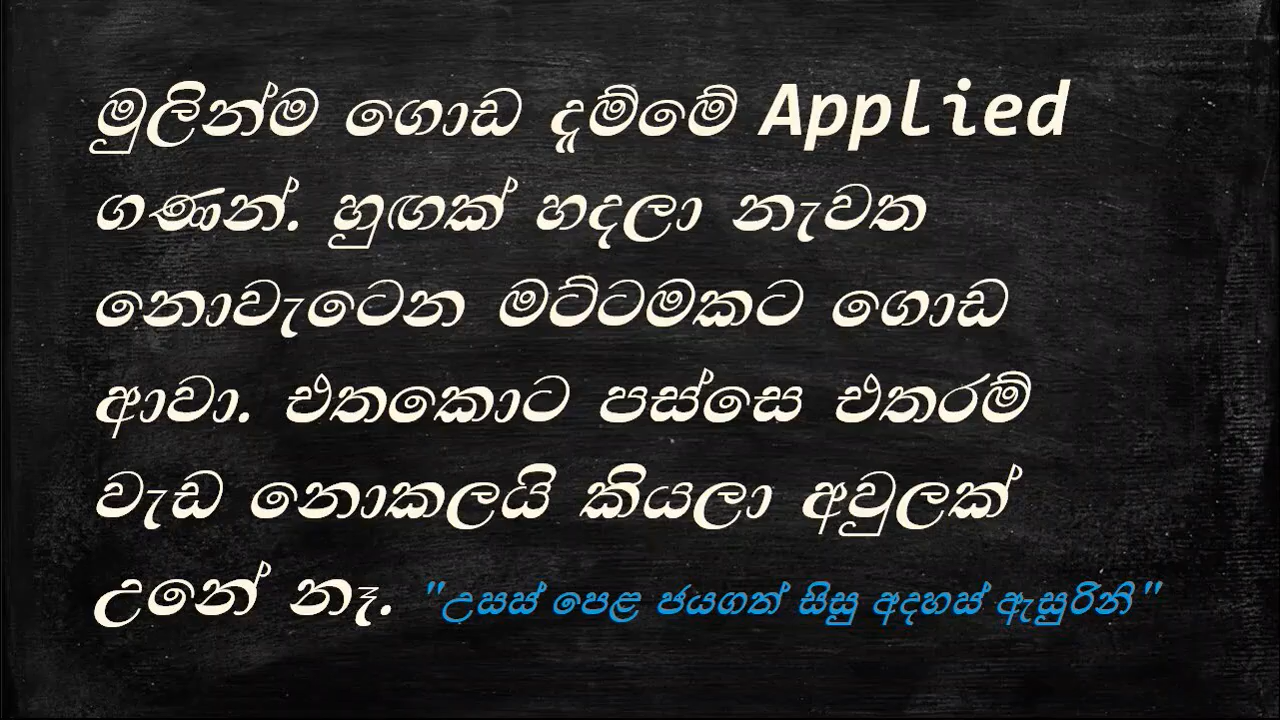 මුලින්ම ගොඩ දූම්මේ Applied
ගණන්. හුඟක් හදලා නැවත
නොවැටෙන මට්ටමකට ගොඩ
ආවා. එතකොට පස්සෙ එතරම්
වැඩ නොකලයි කියලා අවුලක්
උනේ නෑ. "උසස් පෙළ ජයගත් සිසු අදහස් ඇසුරිනි"